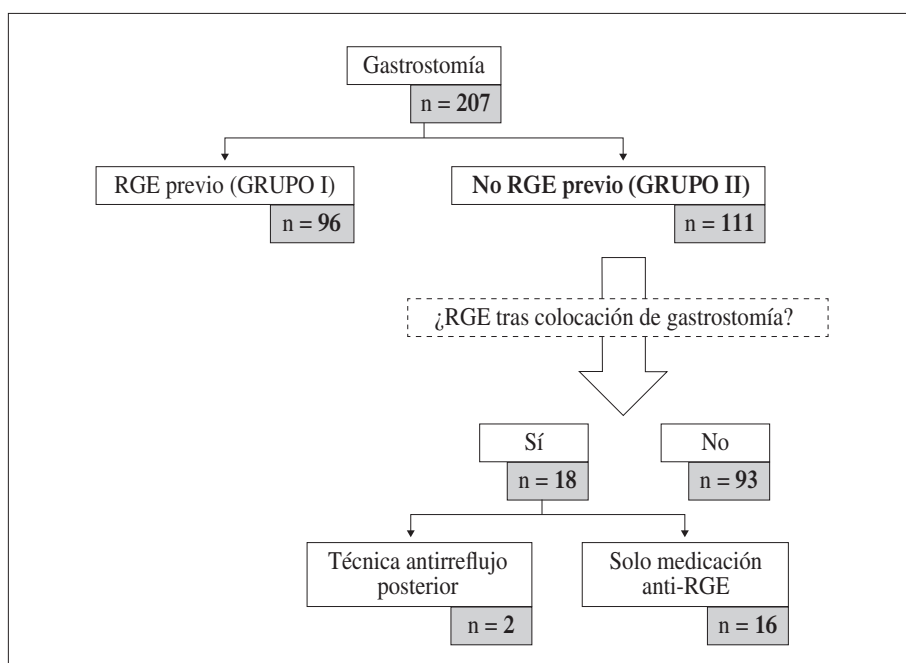 Gastrostomía
n = 207
RGE previo (GRUPO I)
n = 96
No RGE previo (GRUPO II)
n = 111
¿RGE tras colocación de gastrostomía?
Sí
n = 18
No
n = 93
Técnica antirreflujo
posterior
n = 2
Solo medicación
anti-RGE
n = 16